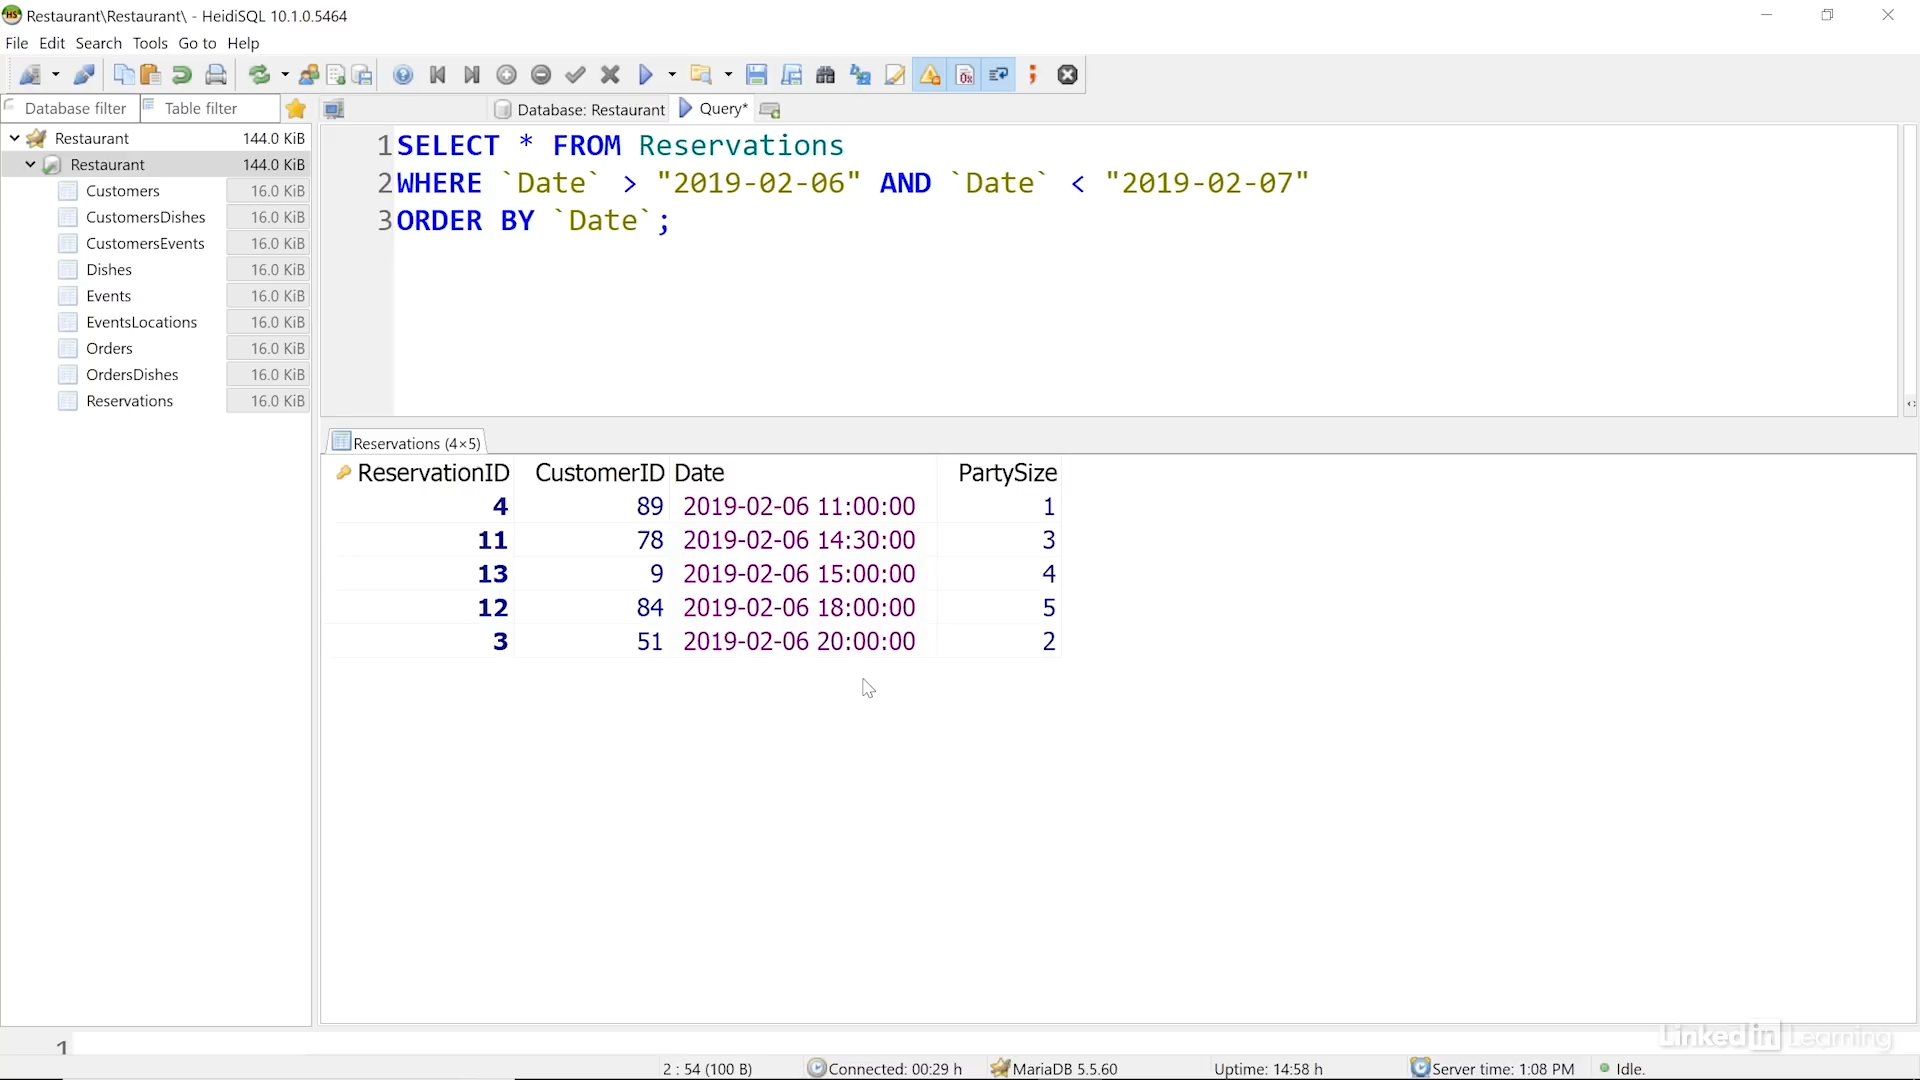 Restaurant\Restaurant\ - HeidiSQL 10.1.0.5464
File Edit Search Tools Go to Help
Database filter Table filter Database: Restaurant Query*
Restaurant 144.0 KiB
Restaurant 144.0 KiB
Customers 16.0 KiB
CustomersDishes 16.0 KiB
CustomersEvents 16.0 KiB
Dishes 16.0 KiB
Events 16.0 KiB
EventsLocations 16.0 KiB
Orders 16.0 KiB
OrdersDishes 16.0 KiB
Reservations 16.0 KiB
1 SELECT * FROM Reservations
2 WHERE `Date` > "2019-02-06" AND `Date` < "2019-02-07"
3 ORDER BY `Date`;
Reservations (4×5)
ReservationID CustomerID Date PartySize
4 89 2019-02-06 11:00:00 1
11 78 2019-02-06 14:30:00 3
13 9 2019-02-06 15:00:00 4
12 84 2019-02-06 18:00:00 5
3 51 2019-02-06 20:00:00 2
1
Linked in Learning
2 : 54 (100 B) Connected: 00:29 h MariaDB 5.5.60 Uptime: 14:58 h Server time: 1:08 PM Idle.